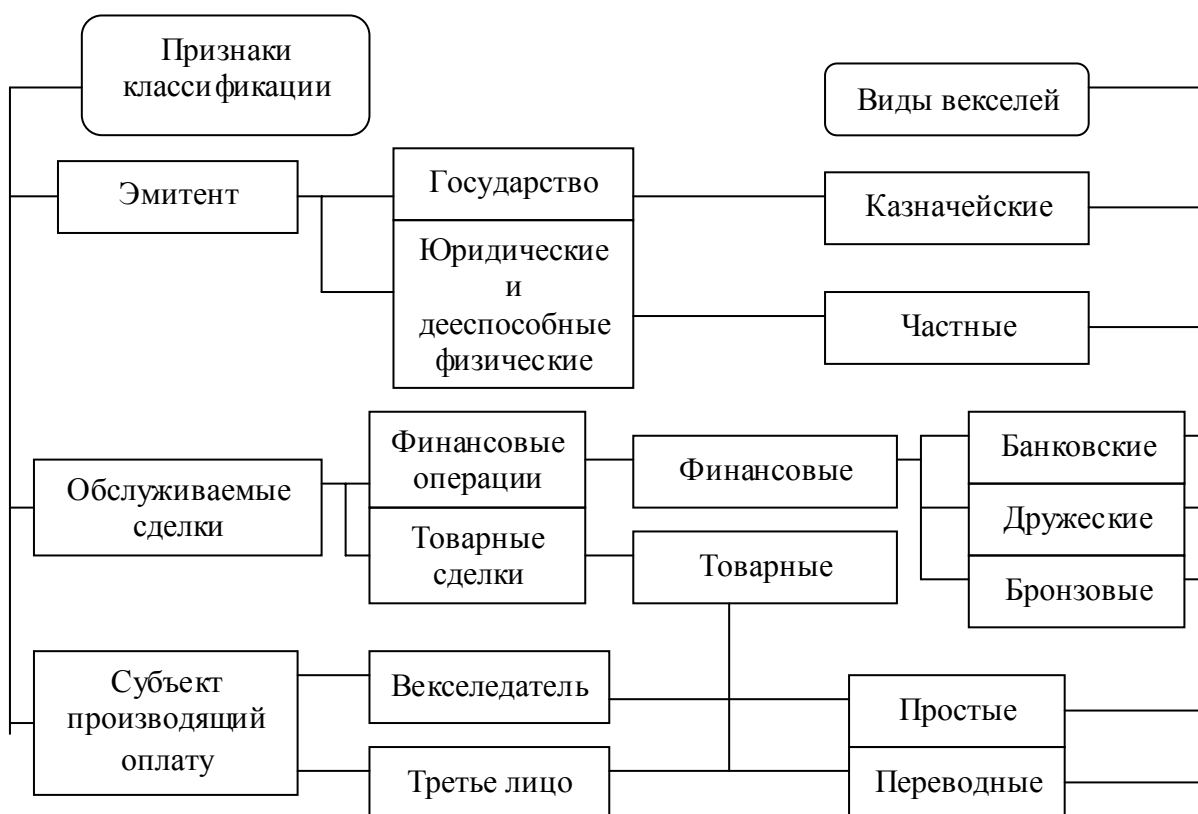 Признаки
классификации
Виды векселей
Эмитент
Государство
Казначейские
Юридические
и
дееспособные
физические
Частные
Обслуживаемые
сделки
Финансовые
операции
Финансовые
Банковские
Дружеские
Товарные
сделки
Товарные
Бронзовые
Субъект
производящий
оплату
Векселедатель
Простые
Третье лицо
Переводные